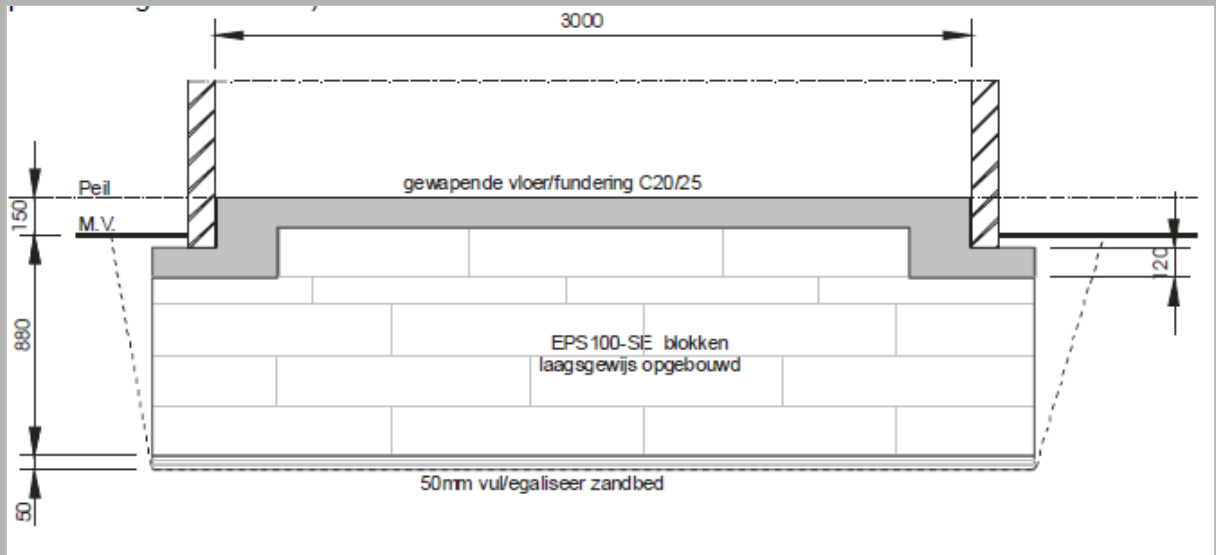 3000
gewapende vloer/fundering C20/25
Peil
150
M.V.
120
880
EPS100-SE blokken
laagsgewijs opgebouwd
50mm vul/egaliseer zandbed
50